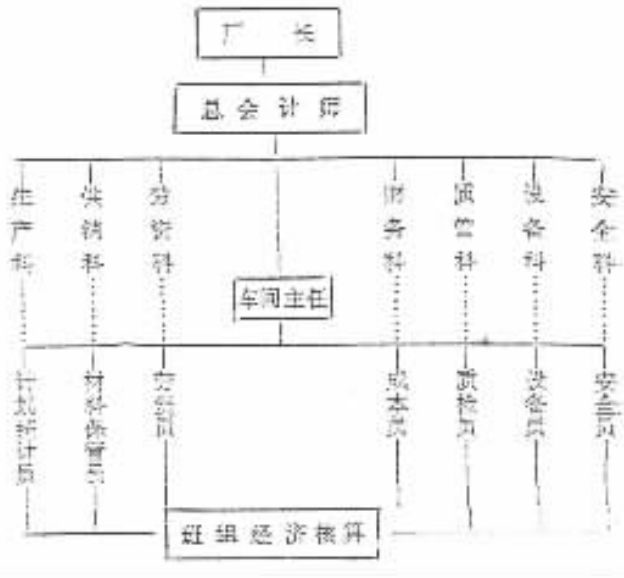 厂长
总会计师
生产科
供销科
劳资科
财务科
质管科
设备科
安全科
车间主任
计划统计员
材料保管员
成本员
质检员
设备员
安全员
班组经济核算